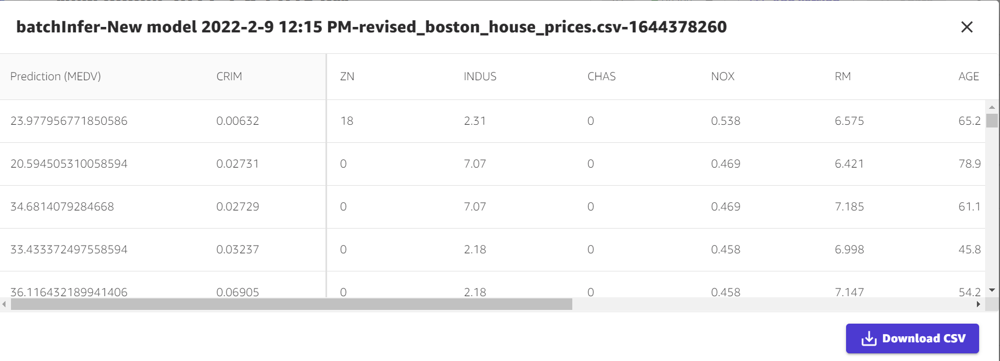 batchInfer-New model 2022-2-9 12:15 PM-revised_boston_house_prices.csv-1644378260
Prediction (MEDV) CRIM ZN INDUS CHAS NOX RM AGE
23.977956771850586 0.00632 18 2.31 0 0.538 6.575 65.2
20.594505310058594 0.02731 0 7.07 0 0.469 6.421 78.9
34.6814079284668 0.02729 0 7.07 0 0.469 7.185 61.1
33.433372497558594 0.03237 0 2.18 0 0.458 6.998 45.8
36.116432189941406 0.06905 0 2.18 0 0.458 7.147 54.2
Download CSV